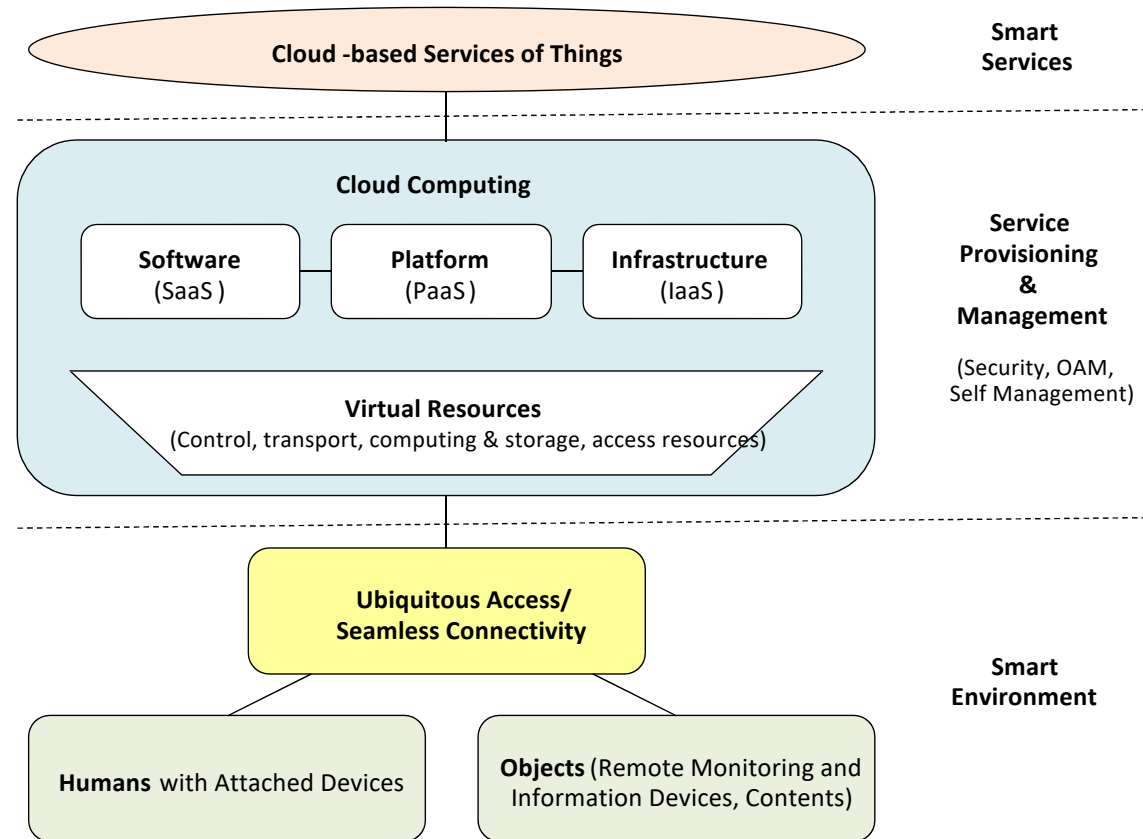 Cloud -based Services of Things
Smart
Services
Cloud Computing
Software
(SaaS )
Platform
(PaaS )
Infrastructure
(IaaS )
Service
Provisioning
&
Management
(Security, OAM,
Self Management)
Virtual Resources
(Control, transport, computing & storage, access resources)
Ubiquitous Access/
Seamless Connectivity
Smart
Environment
Humans with Attached Devices
Objects (Remote Monitoring and
Information Devices, Contents)